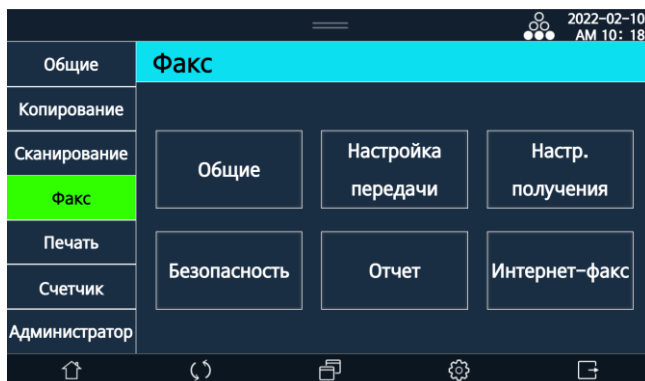 2022-02-10
AM 10: 18
Общие
Факс
Копирование
Сканирование
Факс
Печать
Счетчик
Администратор
Общие
Настройка
передачи
Настр.
получения
Безопасность
Отчет
Интернет-факс